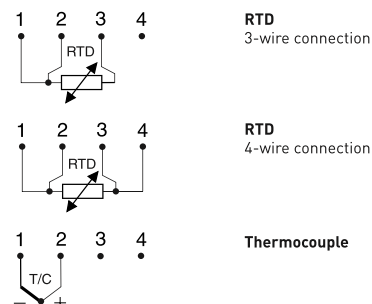 1 2 3 4
RTD
RTD
3-wire connection
1 2 3 4
RTD
RTD
4-wire connection
1 2 3 4
T/C
− +
Thermocouple